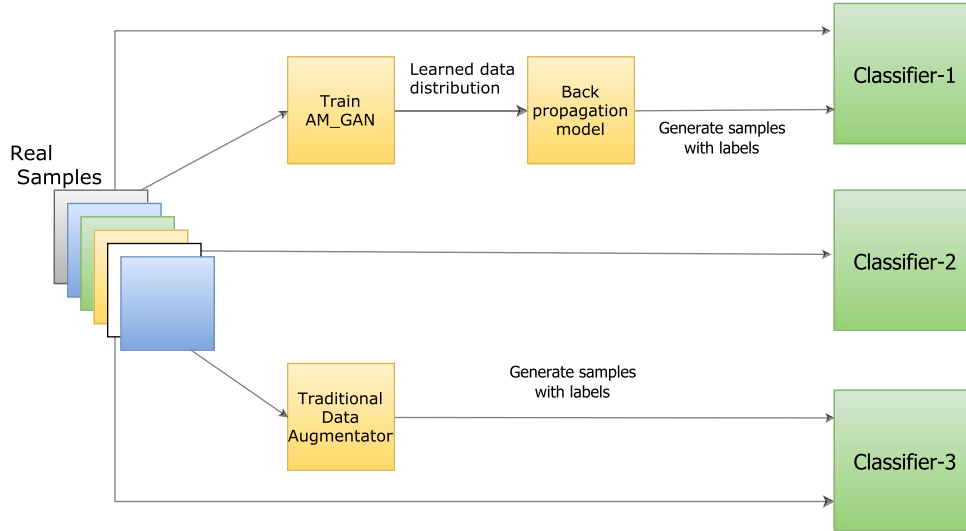 Real
Samples
Train
AM_GAN
Learned data
distribution
Back
propagation
model
Generate samples
with labels
Classifier-1
Classifier-2
Traditional
Data
Augmentator
Generate samples
with labels
Classifier-3